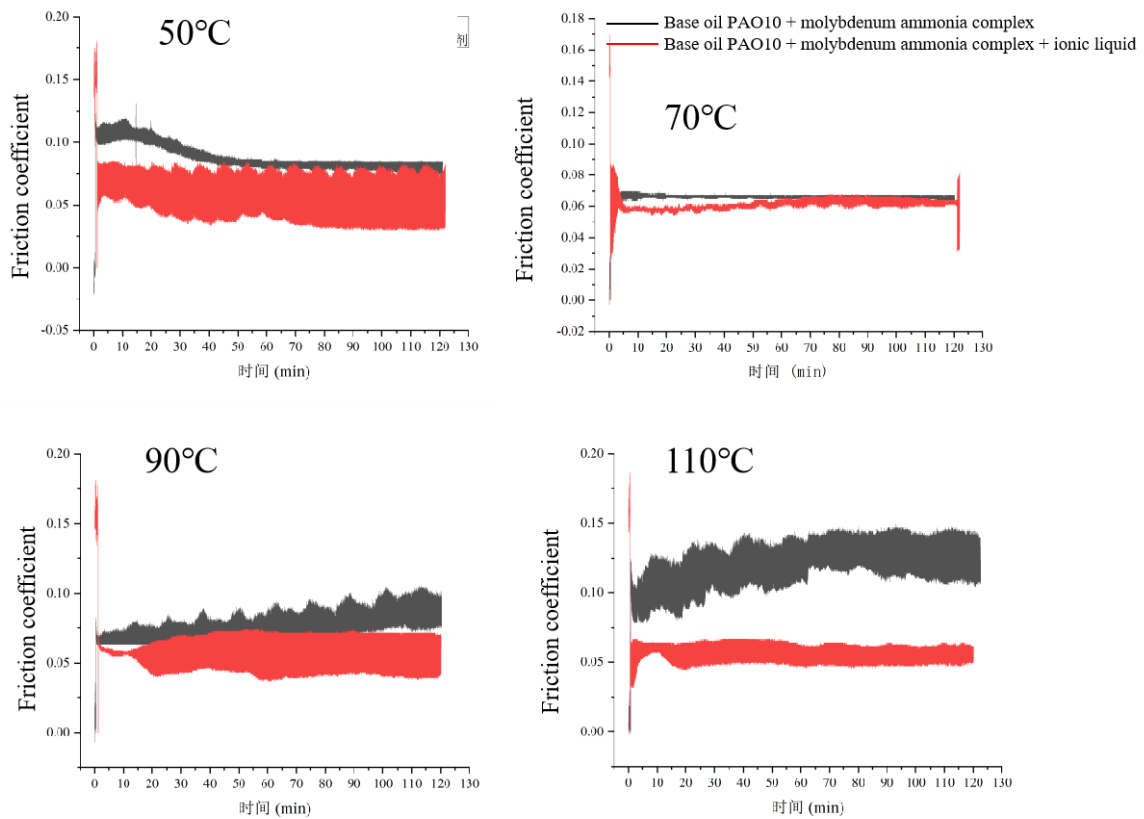 50℃
剂
0.20
0.15
0.10
0.05
0.00
-0.05
Friction coefficient
0 10 20 30 40 50 60 70 80 90 100 110 120 130
时间 (min)
Base oil PAO10 + molybdenum ammonia complex
Base oil PAO10 + molybdenum ammonia complex + ionic liquid
70℃
0.18
0.16
0.14
0.12
0.10
0.08
0.06
0.04
0.02
0.00
-0.02
Friction coefficient
0 10 20 30 40 50 60 70 80 90 100 110 120 130
时间 (min)
90℃
0.20
0.15
0.10
0.05
0.00
Friction coefficient
0 10 20 30 40 50 60 70 80 90 100 110 120 130
时间 (min)
110℃
0.20
0.15
0.10
0.05
0.00
Friction coefficient
0 10 20 30 40 50 60 70 80 90 100 110 120 130
时间 (min)